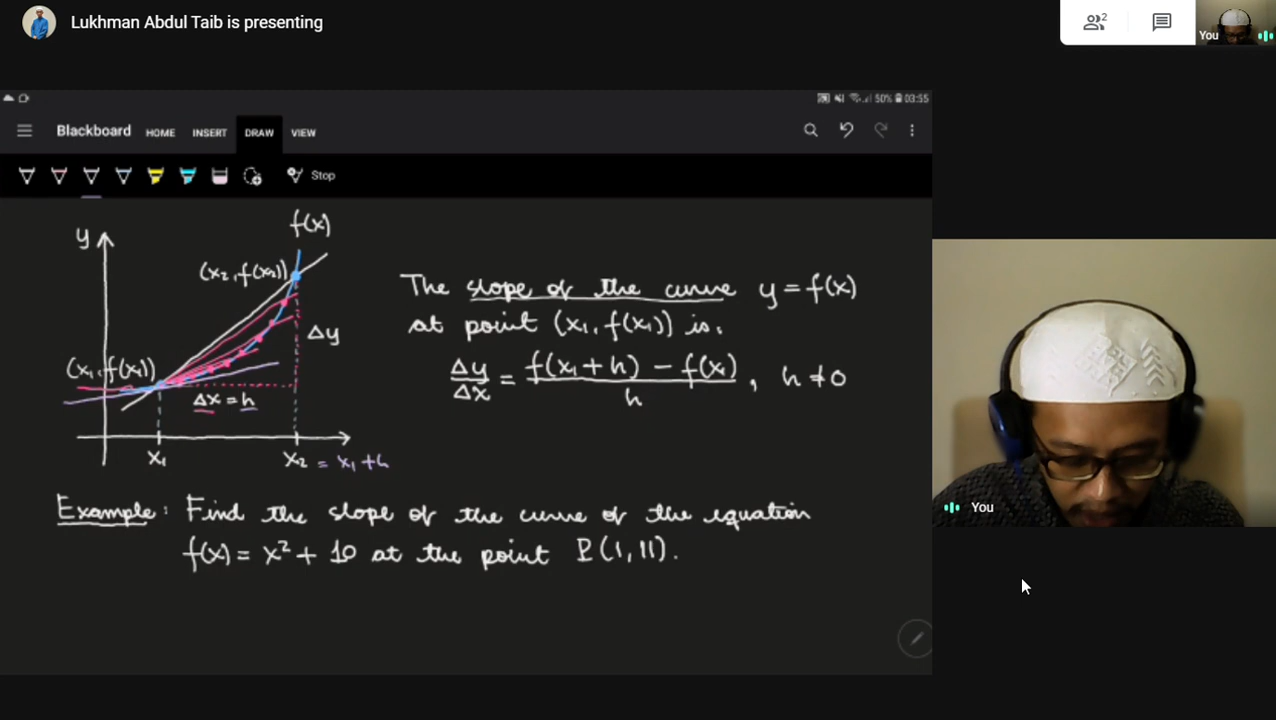 Lukhman Abdul Taib is presenting
2
You
50% 03:55
Blackboard HOME INSERT DRAW VIEW
Stop
y
f(x)
(x₂, f(x₂))
Δy
(x₁, f(x₁))
Δx = h
x₁ x₂ = x₁ + h
The slope of the curve y = f(x)
at point (x₁, f(x₁)) is,
Δy/Δx = (f(x₁ + h) − f(x₁))/h , h ≠ 0
Example: Find the slope of the curve of the equation
f(x) = x² + 10 at the point P(1, 11).
You